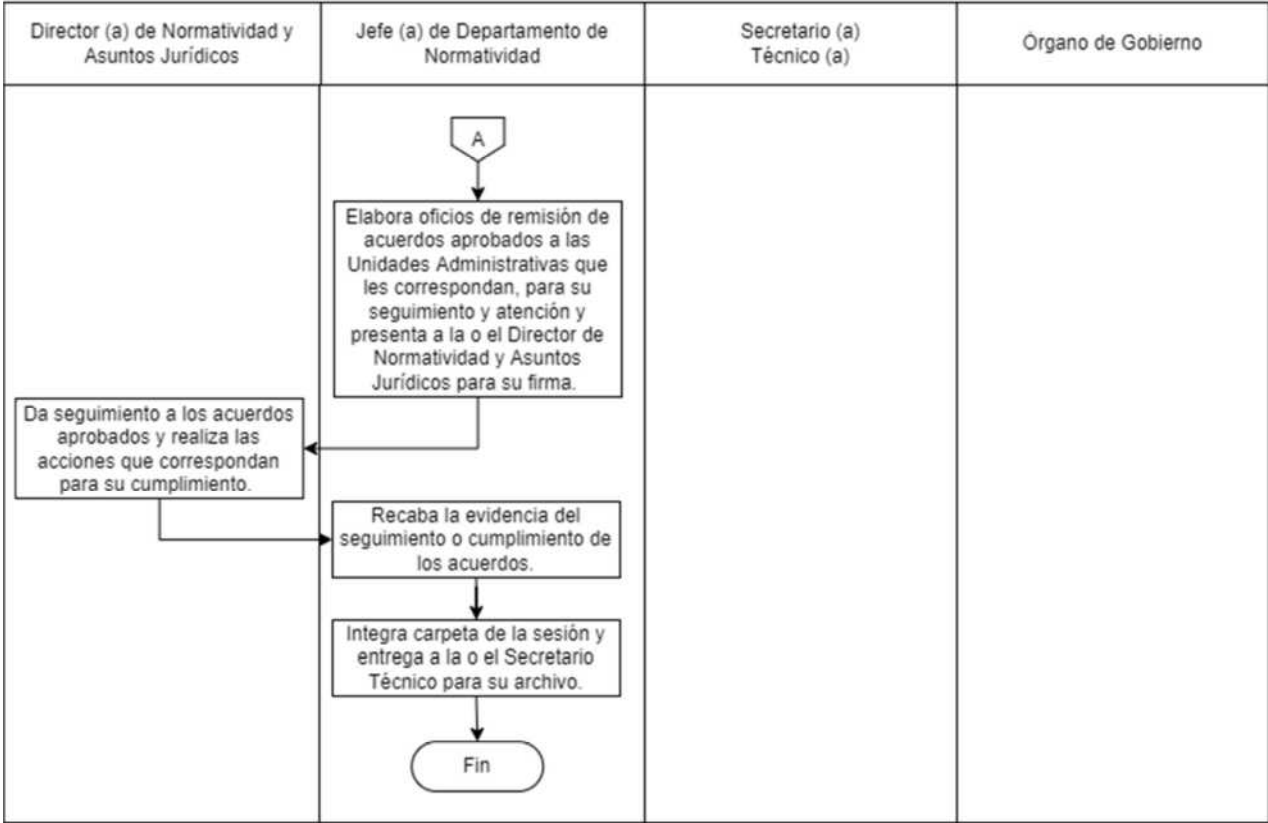 Director (a) de Normatividad y
Asuntos Jurídicos
Jefe (a) de Departamento de
Normatividad
Secretario (a)
Técnico (a)
Órgano de Gobierno
A
Elabora oficios de remisión de
acuerdos aprobados a las
Unidades Administrativas que
les correspondan, para su
seguimiento y atención y
presenta a la o el Director de
Normatividad y Asuntos
Jurídicos para su firma.
Da seguimiento a los acuerdos
aprobados y realiza las
acciones que correspondan
para su cumplimiento.
Recaba la evidencia del
seguimiento o cumplimiento de
los acuerdos.
Integra carpeta de la sesión y
entrega a la o el Secretario
Técnico para su archivo.
Fin